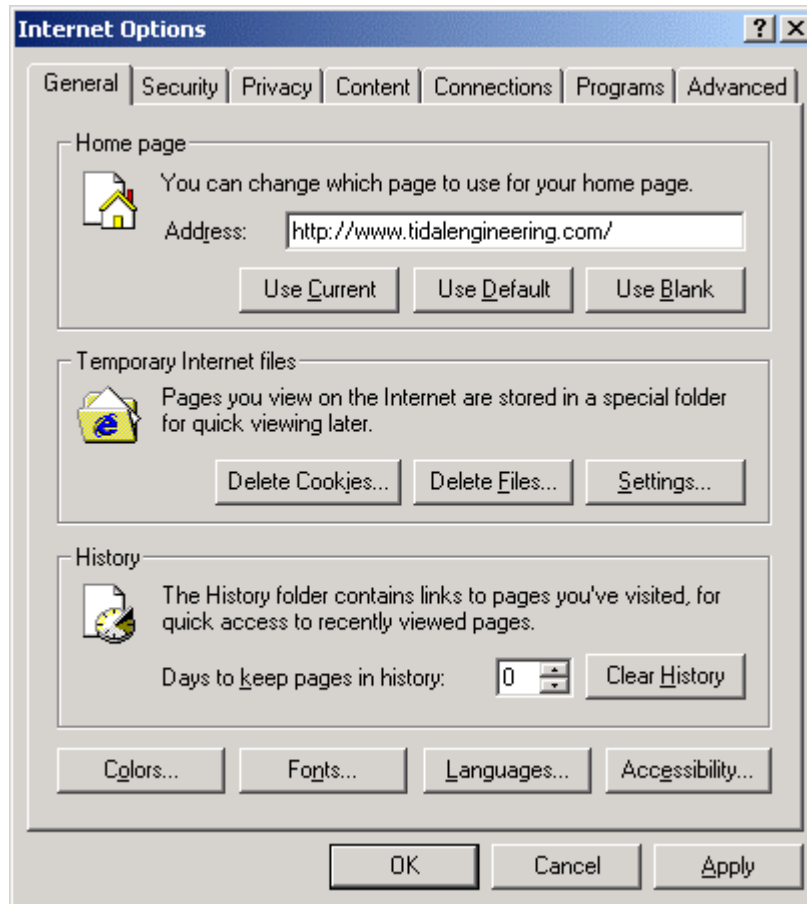 Internet Options
General Security Privacy Content Connections Programs Advanced
Home page
You can change which page to use for your home page.
Address: http://www.tidalengineering.com/
Use Current Use Default Use Blank
Temporary Internet files
Pages you view on the Internet are stored in a special folder
for quick viewing later.
Delete Cookies... Delete Files... Settings...
History
The History folder contains links to pages you've visited, for
quick access to recently viewed pages.
Days to keep pages in history: 0 Clear History
Colors... Fonts... Languages... Accessibility...
OK Cancel Apply